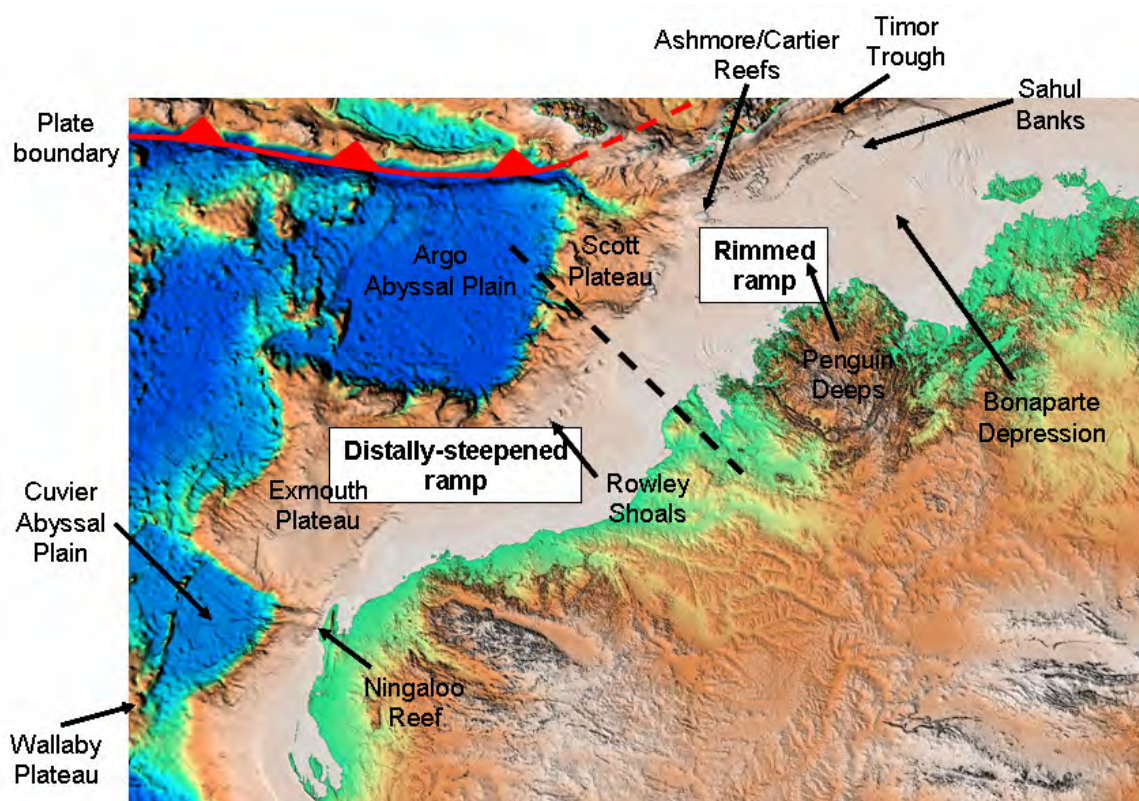 Ashmore/Cartier
Reefs
Timor
Trough
Sahul
Banks
Plate
boundary
Argo
Abyssal Plain
Scott
Plateau
Rimmed
ramp
Penguin
Deeps
Bonaparte
Depression
Distally-steepened
ramp
Exmouth
Plateau
Rowley
Shoals
Cuvier
Abyssal
Plain
Ningaloo
Reef
Wallaby
Plateau